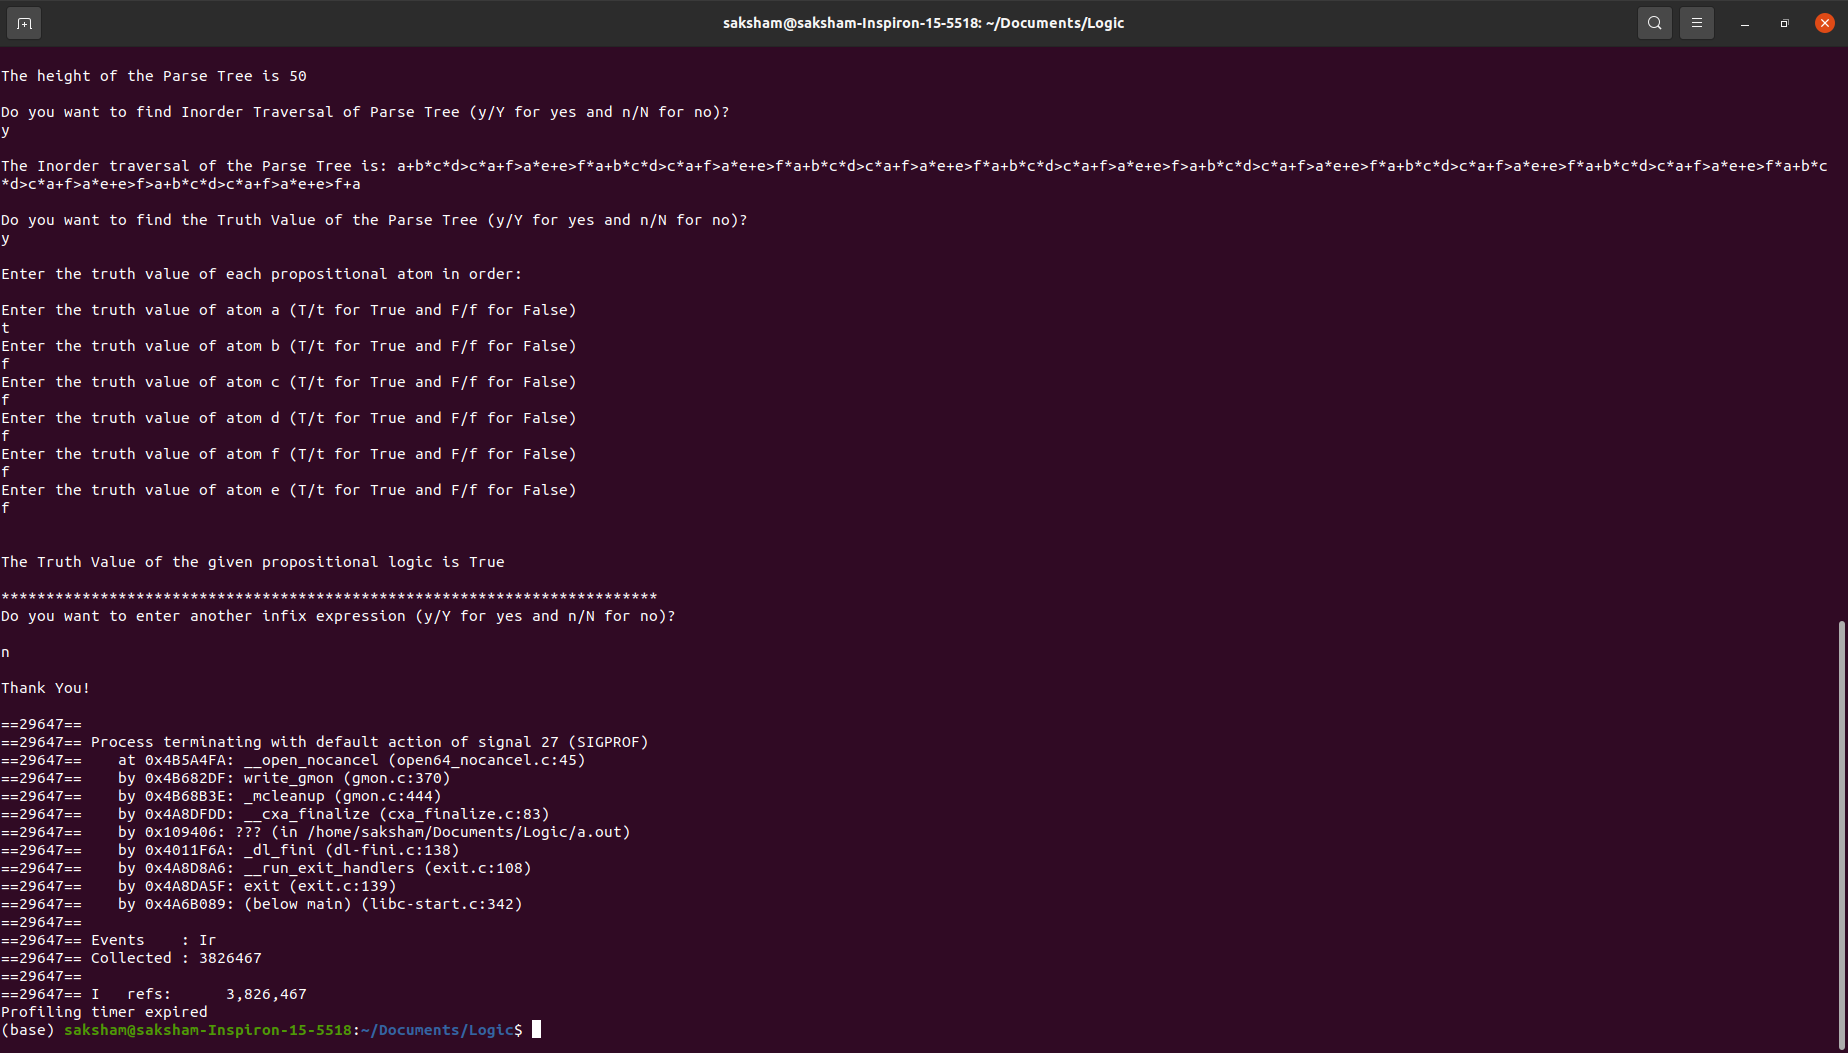 saksham@saksham-Inspiron-15-5518: ~/Documents/Logic
The height of the Parse Tree is 50
Do you want to find Inorder Traversal of Parse Tree (y/Y for yes and n/N for no)?
y
The Inorder traversal of the Parse Tree is: a+b*c*d>c*a+f>a*e+e>f*a+b*c*d>c*a+f>a*e+e>f*a+b*c*d>c*a+f>a*e+e>f*a+b*c*d>c*a+f>a*e+e>f>a+b*c*d>c*a+f>a*e+e>f*a+b*c*d>c*a+f>a*e+e>f*a+b*c*d>c*a+f>a*e+e>f*a+b*c
*d>c*a+f>a*e+e>f>a+b*c*d>c*a+f>a*e+e>f+a
Do you want to find the Truth Value of the Parse Tree (y/Y for yes and n/N for no)?
y
Enter the truth value of each propositional atom in order:
Enter the truth value of atom a (T/t for True and F/f for False)
t
Enter the truth value of atom b (T/t for True and F/f for False)
f
Enter the truth value of atom c (T/t for True and F/f for False)
f
Enter the truth value of atom d (T/t for True and F/f for False)
f
Enter the truth value of atom f (T/t for True and F/f for False)
f
Enter the truth value of atom e (T/t for True and F/f for False)
f
The Truth Value of the given propositional logic is True
*************************************************************************
Do you want to enter another infix expression (y/Y for yes and n/N for no)?
n
Thank You!
==29647==
==29647== Process terminating with default action of signal 27 (SIGPROF)
==29647==    at 0x4B5A4FA: __open_nocancel (open64_nocancel.c:45)
==29647==    by 0x4B682DF: write_gmon (gmon.c:370)
==29647==    by 0x4B68B3E: _mcleanup (gmon.c:444)
==29647==    by 0x4A8DFDD: __cxa_finalize (cxa_finalize.c:83)
==29647==    by 0x109406: ??? (in /home/saksham/Documents/Logic/a.out)
==29647==    by 0x4011F6A: _dl_fini (dl-fini.c:138)
==29647==    by 0x4A8D8A6: __run_exit_handlers (exit.c:108)
==29647==    by 0x4A8DA5F: exit (exit.c:139)
==29647==    by 0x4A6B089: (below main) (libc-start.c:342)
==29647==
==29647== Events    : Ir
==29647== Collected : 3826467
==29647==
==29647== I   refs:      3,826,467
Profiling timer expired
(base) saksham@saksham-Inspiron-15-5518:~/Documents/Logic$